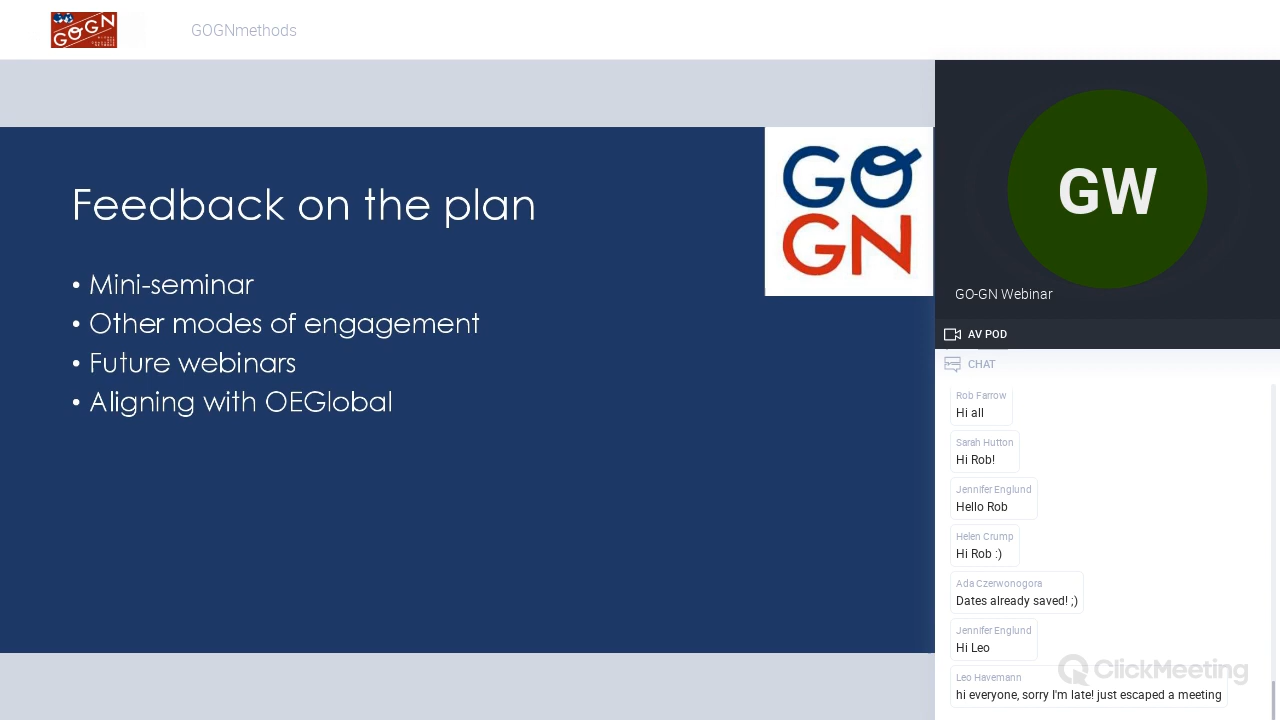 GOGN
GOGNmethods
Feedback on the plan
• Mini-seminar
• Other modes of engagement
• Future webinars
• Aligning with OEGlobal
GO
GN
GW
GO-GN Webinar
AV POD
CHAT
Rob Farrow
Hi all
Sarah Hutton
Hi Rob!
Jennifer Englund
Hello Rob
Helen Crump
Hi Rob :)
Ada Czerwonogora
Dates already saved! ;)
Jennifer Englund
Hi Leo
ClickMeeting
Leo Havemann
hi everyone, sorry I'm late! just escaped a meeting